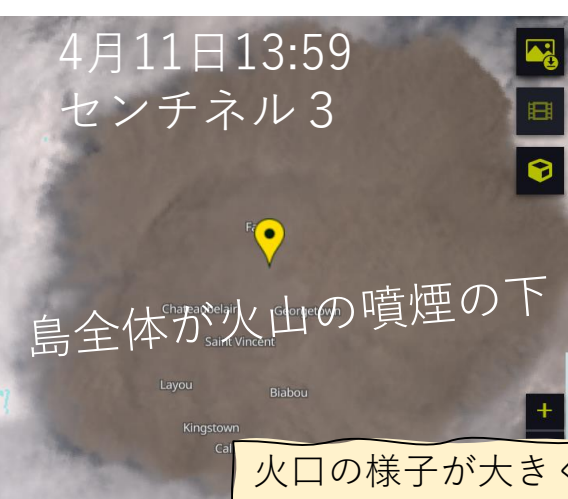 4月11日13:59
センチネル３
島全体が火山の噴煙の下
Chateaubelair
Georgetown
Saint Vincent
Layou
Biabou
Kingstown
火口の様子が大きく